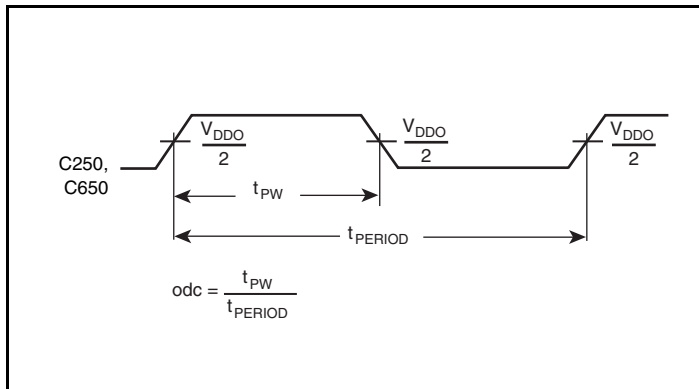 V_DDO / 2
V_DDO / 2
V_DDO / 2
C250,
C650
t_PW
t_PERIOD
odc = t_PW / t_PERIOD